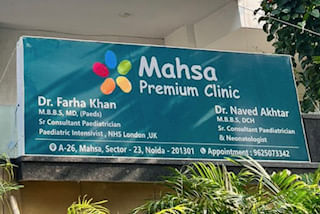 Mahsa
Premium Clinic
Dr. Farha Khan
M.B.B.S, MD, (Paeds)
Sr Consultant Paediatrician
Paediatric Intensivist , NHS London ,UK
Dr. Naved Akhtar
M.B.B.S, DCH
Sr. Consultant Paediatrician
& Neonatologist
A-26, Mahsa, Sector - 23, Noida - 201301
Appointment : 9625073342